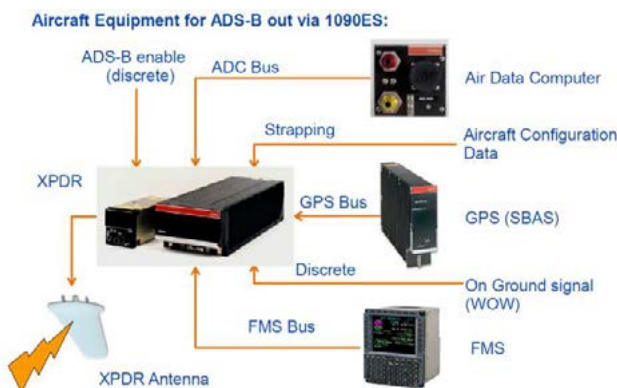 Aircraft Equipment for ADS-B out via 1090ES:
ADS-B enable
(discrete)
ADC Bus
Air Data Computer
Strapping
Aircraft Configuration
Data
XPDR
GPS Bus
GPS (SBAS)
Discrete
On Ground signal
(WOW)
FMS Bus
FMS
XPDR Antenna